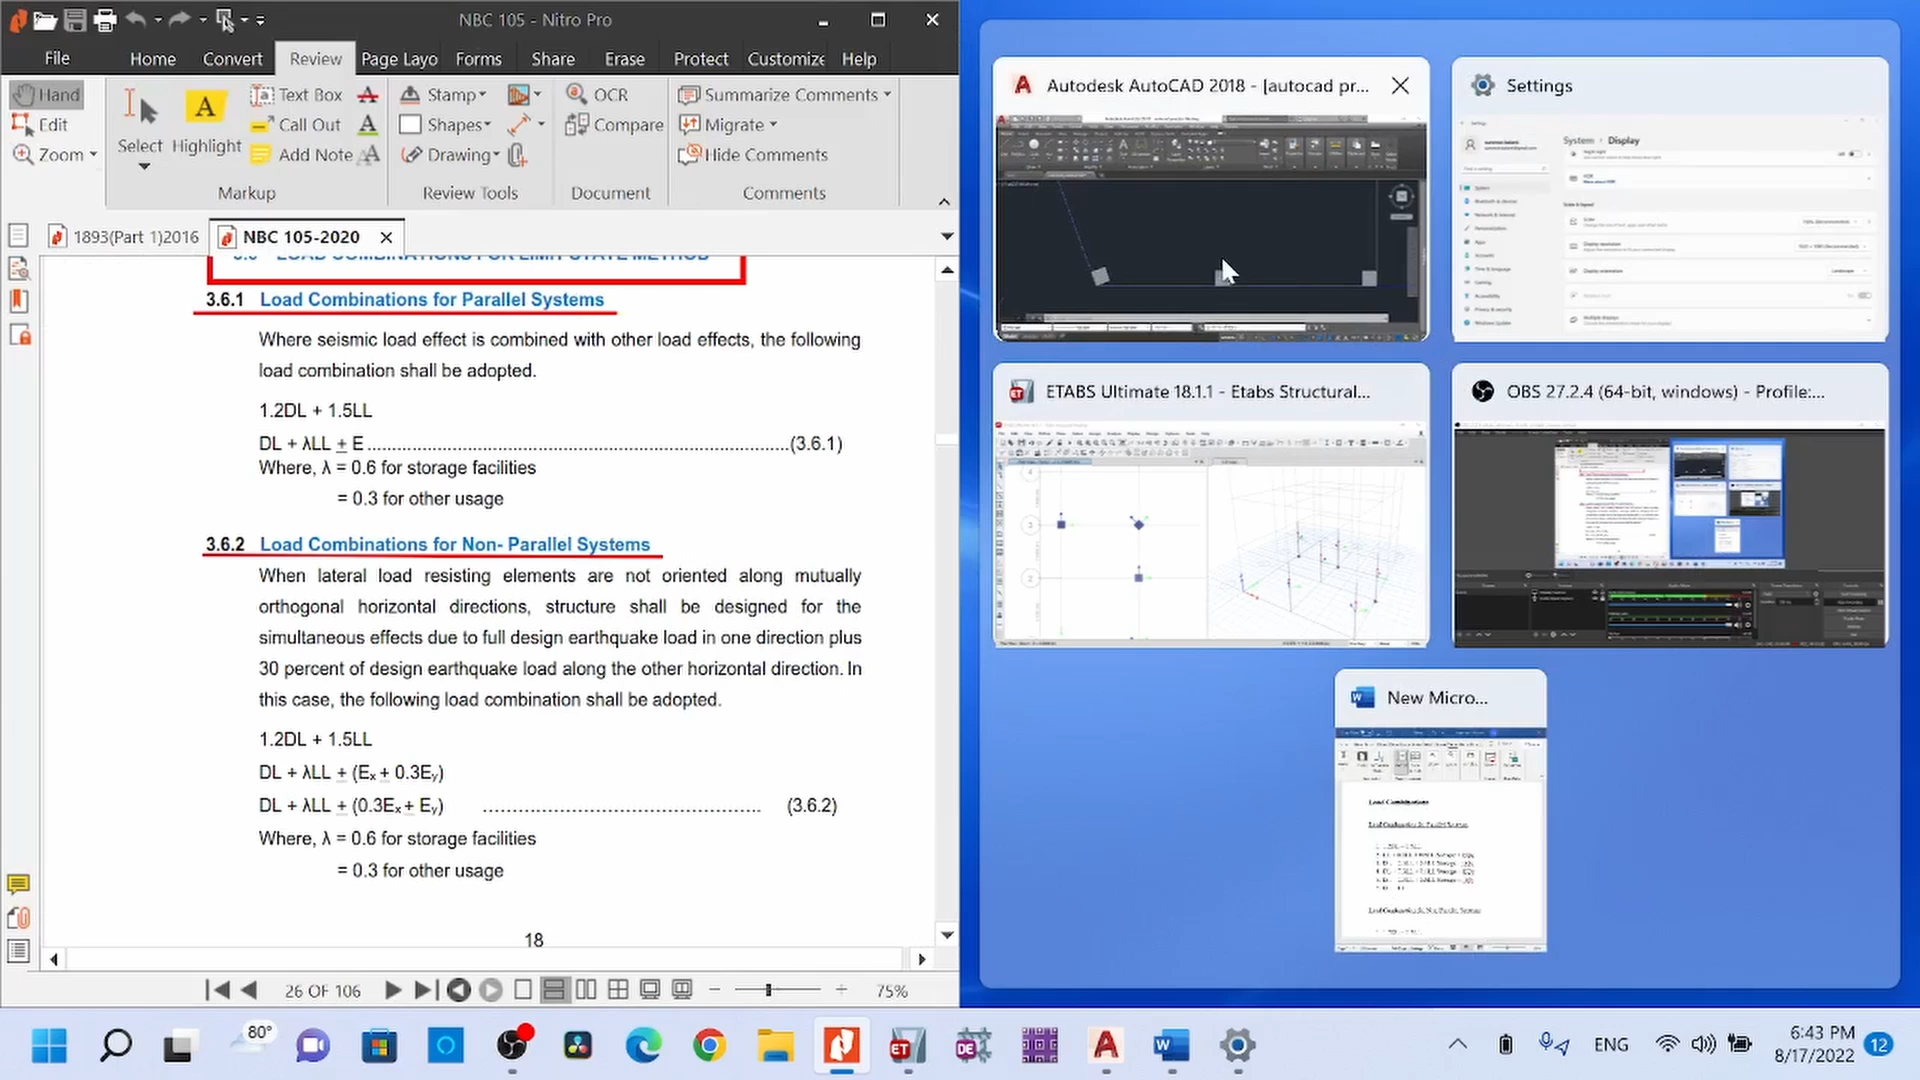 NBC 105 - Nitro Pro
File
Home
Convert
Review
Page Layo
Forms
Share
Erase
Protect
Customize
Help
Hand
Edit
Zoom
Select
Highlight
Text Box
Call Out
Add Note
Markup
Stamp
Shapes
Drawing
Review Tools
OCR
Compare
Document
Summarize Comments
Migrate
Hide Comments
Comments
1893(Part 1)2016
NBC 105-2020
3.6.1 Load Combinations for Parallel Systems
Where seismic load effect is combined with other load effects, the following
load combination shall be adopted.
1.2DL + 1.5LL
DL + λLL ± E ...(3.6.1)
Where, λ = 0.6 for storage facilities
= 0.3 for other usage
3.6.2 Load Combinations for Non- Parallel Systems
When lateral load resisting elements are not oriented along mutually
orthogonal horizontal directions, structure shall be designed for the
simultaneous effects due to full design earthquake load in one direction plus
30 percent of design earthquake load along the other horizontal direction. In
this case, the following load combination shall be adopted.
1.2DL + 1.5LL
DL + λLL ± (Eₓ ± 0.3Eᵧ)
DL + λLL ± (0.3Eₓ ± Eᵧ) ... (3.6.2)
Where, λ = 0.6 for storage facilities
= 0.3 for other usage
18
26 OF 106
75%
Autodesk AutoCAD 2018 - [autocad pr...
Settings
System > Display
ETABS Ultimate 18.1.1 - Etabs Structural...
OBS 27.2.4 (64-bit, windows) - Profile:...
New Micro...
Load Combinations
80°
ENG
6:43 PM
8/17/2022
12